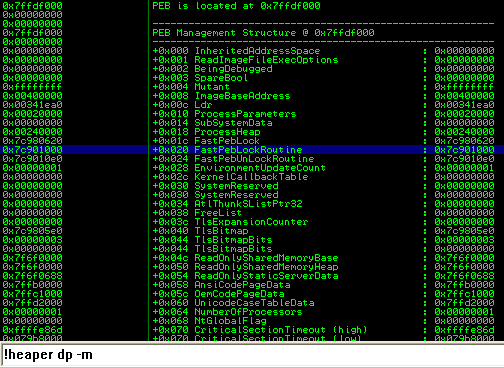 0x7ffdf000 PEB is located at 0x7ffdf000
0x00000000
0x00000000
0x00000000 PEB Management Structure @ 0x7ffdf000
0x00000000
0x00000000 +0x000 InheritedAddressSpace : 0x00000000
0x00000000 +0x001 ReadImageFileExecOptions : 0x00000000
0x00000000 +0x002 BeingDebugged : 0x00000000
0x00000000 +0x003 SpareBool : 0x00000000
0xffffffff +0x004 Mutant : 0xffffffff
0x00400000 +0x008 ImageBaseAddress : 0x00400000
0x00341ea0 +0x00c Ldr : 0x00341ea0
0x00020000 +0x010 ProcessParameters : 0x00020000
0x00000000 +0x014 SubSystemData : 0x00000000
0x00240000 +0x018 ProcessHeap : 0x00240000
0x7c980620 +0x01c FastPebLock : 0x7c980620
0x7c901000 +0x020 FastPebLockRoutine : 0x7c901000
0x7c9010e0 +0x024 FastPebUnLockRoutine : 0x7c9010e0
0x00000001 +0x028 EnvironmentUpdateCount : 0x00000001
0x00000000 +0x02c KernelCallbackTable : 0x00000000
0x00000000 +0x030 SystemReserved : 0x00000000
0x00000000 +0x030 SystemReserved : 0x00000000
0x00000000 +0x034 AtlThunkSListPtr32 : 0x00000000
0x00000000 +0x038 FreeList : 0x00000000
0x00000000 +0x03c TlsExpansionCounter : 0x00000000
0x7c9805e0 +0x040 TlsBitmap : 0x7c9805e0
0x00000003 +0x044 TlsBitmapBits : 0x00000003
0x00000000 +0x044 TlsBitmapBits : 0x00000000
0x7f6f0000 +0x04c ReadOnlySharedMemoryBase : 0x7f6f0000
0x7f6f0000 +0x050 ReadOnlySharedMemoryHeap : 0x7f6f0000
0x7f6f0688 +0x054 ReadOnlyStaticServerData : 0x7f6f0688
0x7ffb0000 +0x058 AnsiCodePageData : 0x7ffb0000
0x7ffc1000 +0x05c OemCodePageData : 0x7ffc1000
0x7ffd2000 +0x060 UnicodeCaseTableData : 0x7ffd2000
0x00000001 +0x064 NumberOfProcessors : 0x00000001
0x00000000 +0x068 NtGlobalFlag : 0x00000000
0xffffe86d +0x070 CriticalSectionTimeout (high) : 0xffffe86d
0x079b8000 +0x070 CriticalSectionTimeout (low) : 0x079b8000
!heaper dp -m